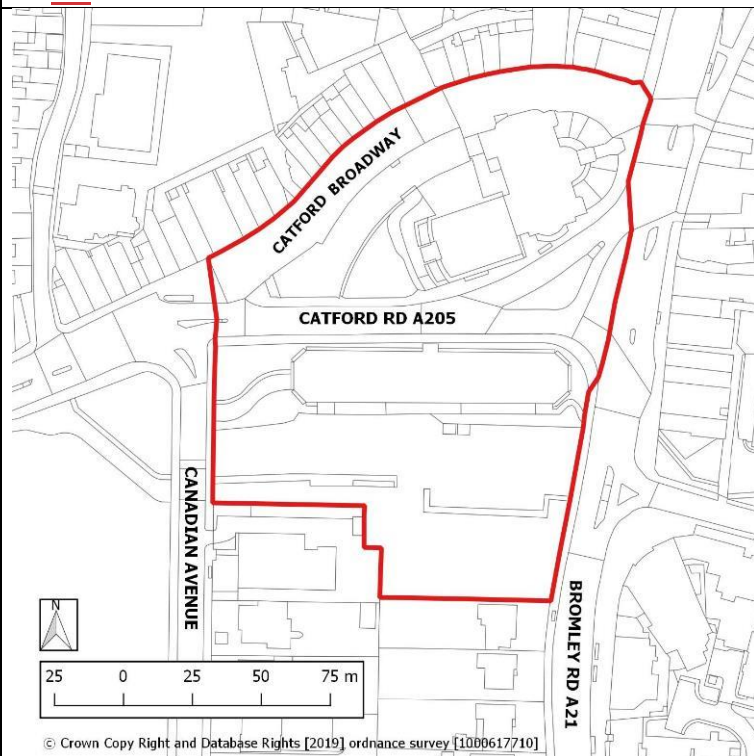 CATFORD BROADWAY
CATFORD RD A205
CANADIAN AVENUE
BROMLEY RD A21
N
25 0 25 50 75 m
© Crown Copy Right and Database Rights [2019] ordnance survey [1000617710]